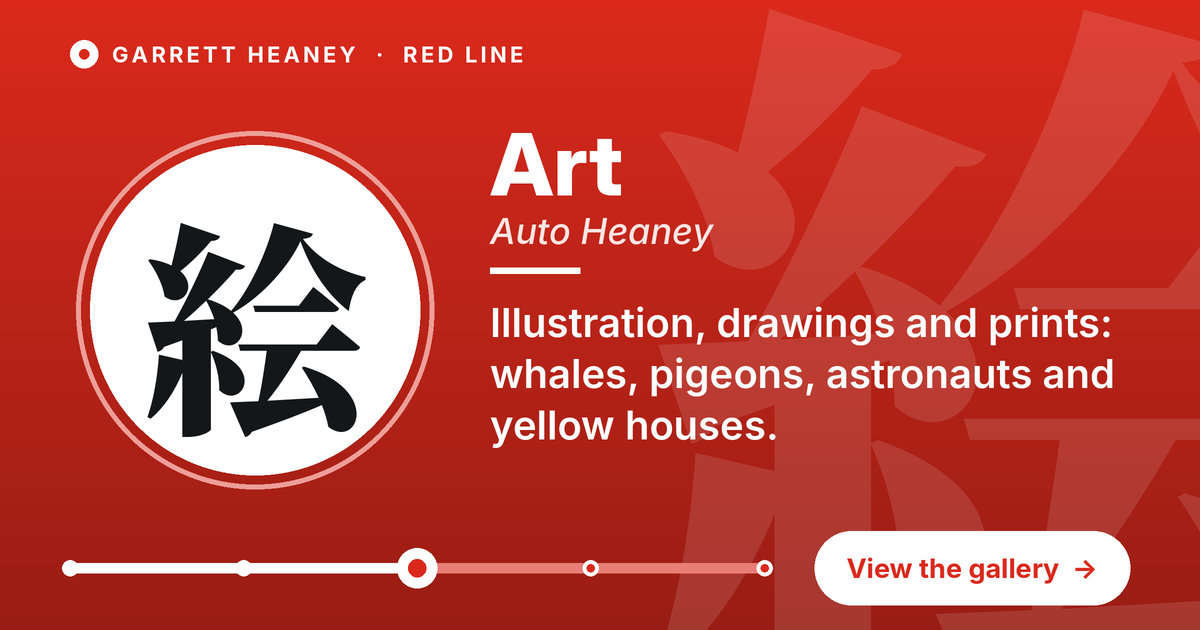 GARRETT HEANEY · RED LINE
絵
Art
Auto Heaney
Illustration, drawings and prints:
whales, pigeons, astronauts and
yellow houses.
View the gallery →